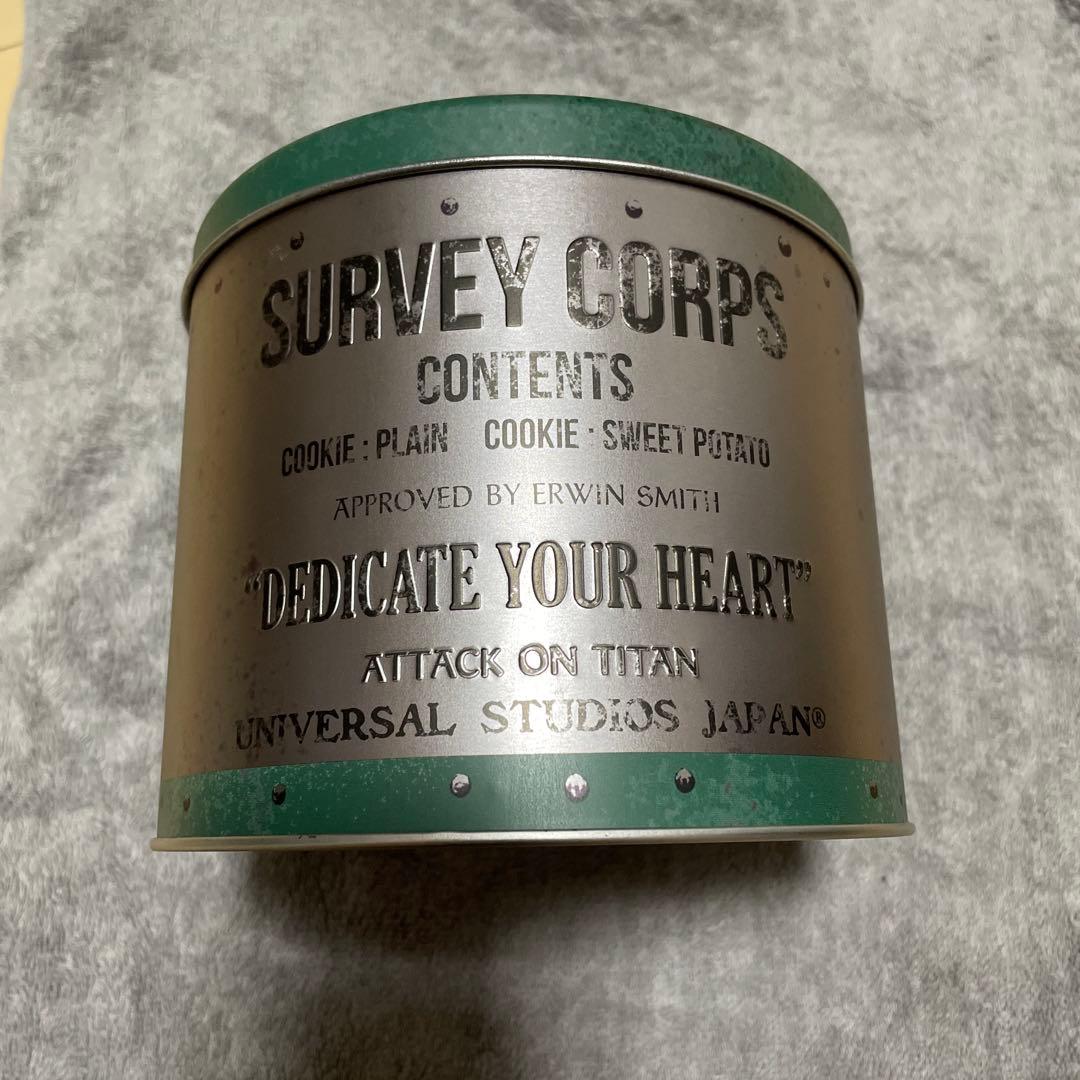 SURVEY CORPS
CONTENTS
COOKIE : PLAIN COOKIE · SWEET POTATO
APPROVED BY ERWIN SMITH
"DEDICATE YOUR HEART"
ATTACK ON TITAN
UNIVERSAL STUDIOS JAPAN®